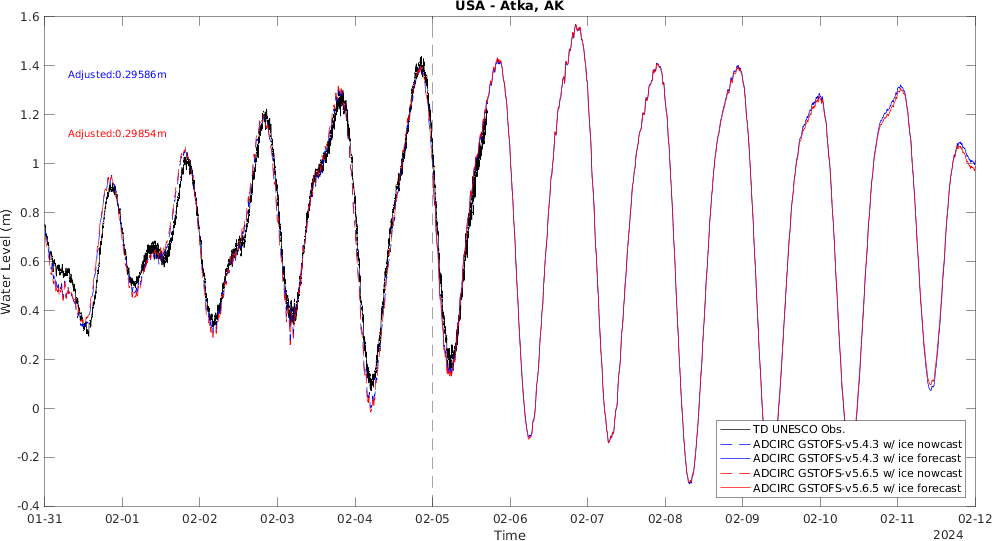 USA - Atka, AK
1.6
1.4
1.2
1
0.8
0.6
0.4
0.2
0
-0.2
-0.4
Water Level (m)
Adjusted:0.29586m
Adjusted:0.29854m
TD UNESCO Obs.
ADCIRC GSTOFS-v5.4.3 w/ ice nowcast
ADCIRC GSTOFS-v5.4.3 w/ ice forecast
ADCIRC GSTOFS-v5.6.5 w/ ice nowcast
ADCIRC GSTOFS-v5.6.5 w/ ice forecast
01-31 02-01 02-02 02-03 02-04 02-05 02-06 02-07 02-08 02-09 02-10 02-11 02-12
Time
2024